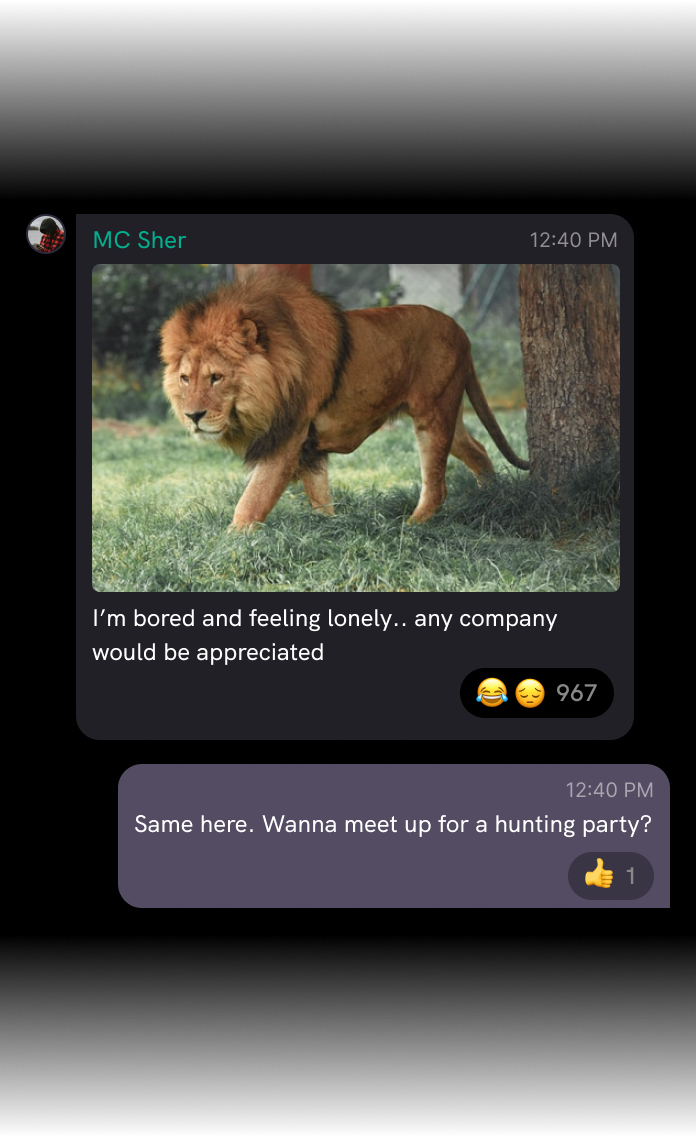 MC Sher
12:40 PM
I’m bored and feeling lonely.. any company
would be appreciated
😂😔 967
12:40 PM
Same here. Wanna meet up for a hunting party?
👍 1